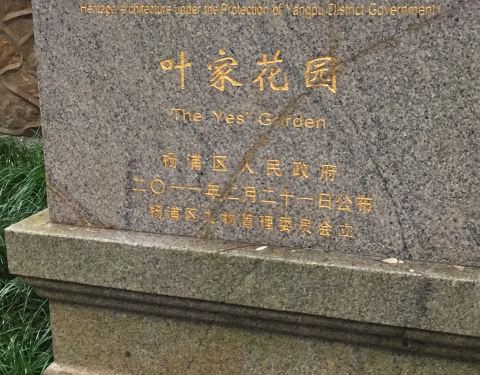 Heritage Architecture under the Protection of Yangpu District Government
叶家花园
The Yes' Garden
杨浦区人民政府
二〇一一年二月二十一日公布
杨浦区文物管理委员会立